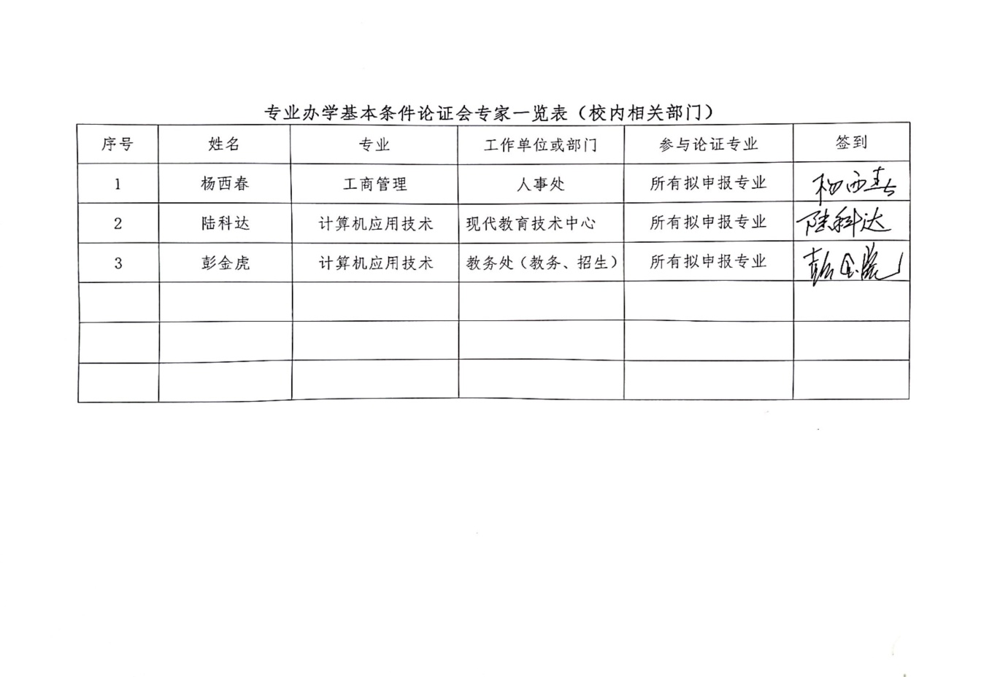 专业办学基本条件论证会专家一览表（校内相关部门）
序号 姓名 专业 工作单位或部门 参与论证专业 签到
1 杨西春 工商管理 人事处 所有拟申报专业 杨西春
2 陆科达 计算机应用技术 现代教育技术中心 所有拟申报专业 陆科达
3 彭金虎 计算机应用技术 教务处（教务、招生） 所有拟申报专业 彭金虎